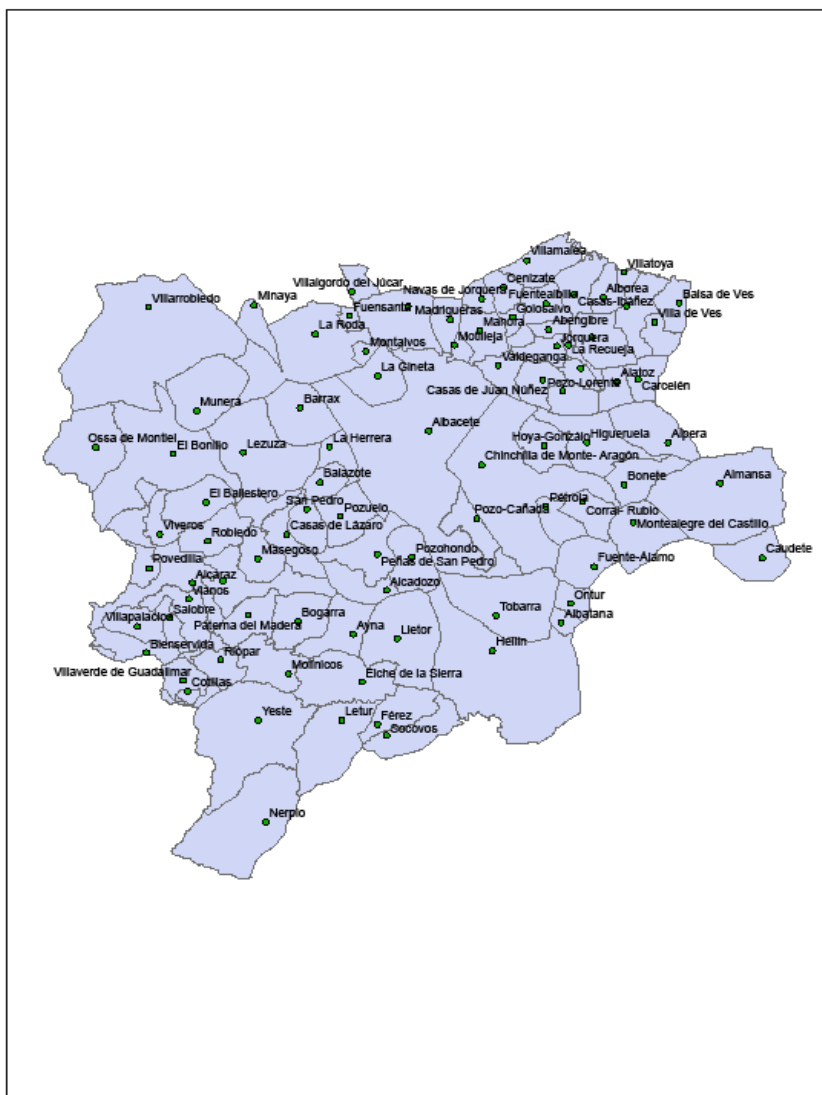 Villamalea
Villatoya
Cenizate
Villalgordo del Júcar
Navas de Jorquera
Alborea
Villarrobledo
Minaya
Fuensanta
Madrigueras
Fuentealbilla
Casas-Ibáñez
Balsa de Ves
Golosalvo
Villa de Ves
La Roda
Mahora
Abengibre
Motilleja
Jorquera
Montalvos
La Recueja
Valdeganga
La Gineta
Alatoz
Pozo-Lorente
Carcelén
Casas de Juan Núñez
Munera
Barrax
Albacete
Ossa de Montiel
El Bonillo
Lezuza
La Herrera
Hoya-Gonzalo
Higueruela
Alpera
Chinchilla de Monte- Aragón
Balazote
Bonete
Almansa
El Ballestero
San Pedro
Pozuelo
Pozo-Cañada
Pétrola
Corral- Rubio
Viveros
Robledo
Casas de Lázaro
Montealegre del Castillo
Povedilla
Masegoso
Pozohondo
Peñas de San Pedro
Fuente-Álamo
Caudete
Alcaraz
Vianos
Alcadozo
Ontur
Villapalacios
Salobre
Paterna del Madera
Bogarra
Ayna
Lietor
Tobarra
Albatana
Bienservida
Riópar
Hellín
Villaverde de Guadalimar
Cotillas
Molinicos
Elche de la Sierra
Yeste
Letur
Férez
Socovos
Nerpio